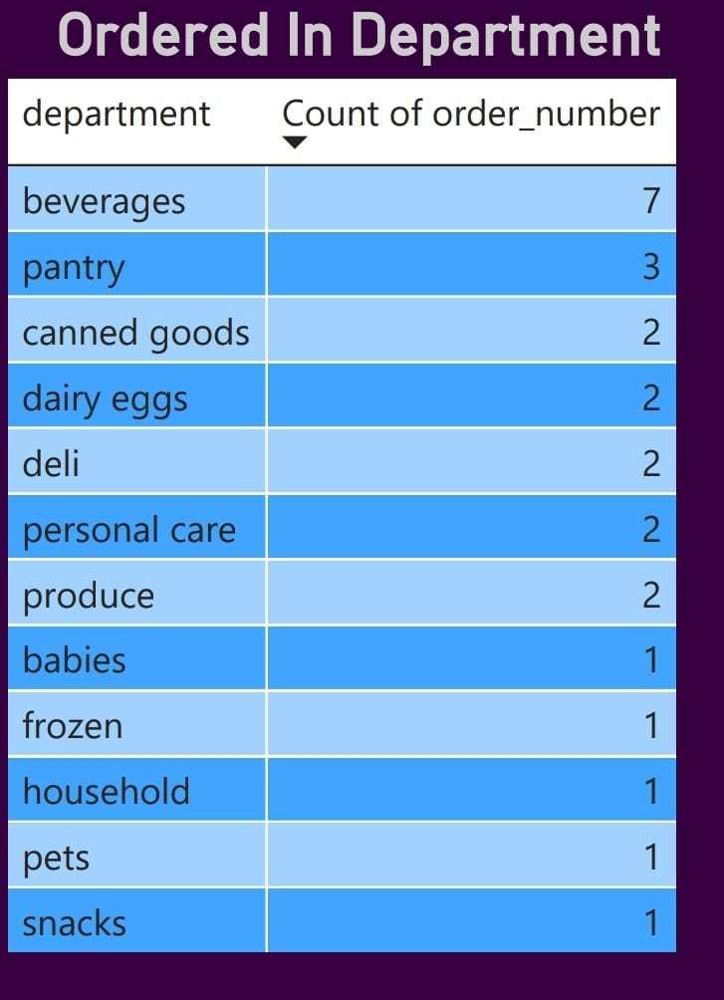 Ordered In Department
department Count of order_number
beverages 7
pantry 3
canned goods 2
dairy eggs 2
deli 2
personal care 2
produce 2
babies 1
frozen 1
household 1
pets 1
snacks 1